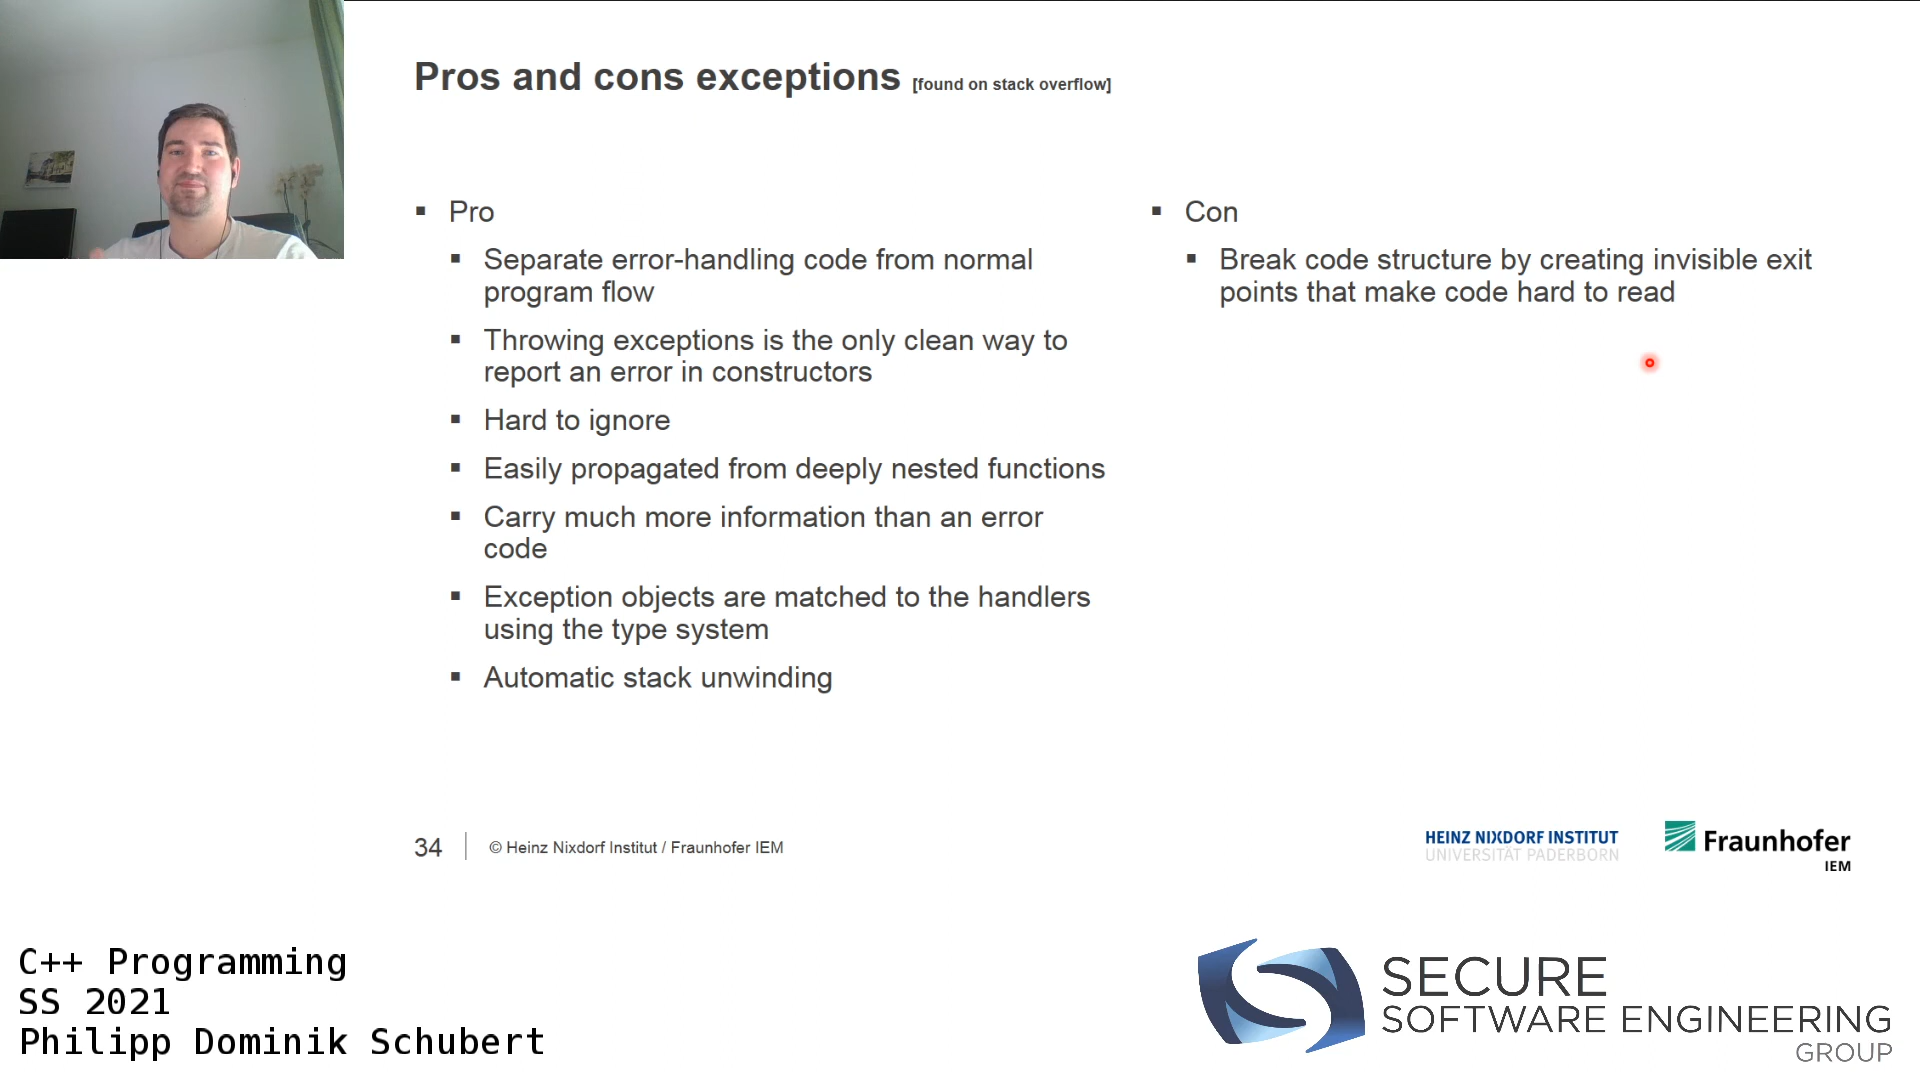 Pros and cons exceptions [found on stack overflow]
▪ Pro
▪ Separate error-handling code from normal
program flow
▪ Throwing exceptions is the only clean way to
report an error in constructors
▪ Hard to ignore
▪ Easily propagated from deeply nested functions
▪ Carry much more information than an error
code
▪ Exception objects are matched to the handlers
using the type system
▪ Automatic stack unwinding
▪ Con
▪ Break code structure by creating invisible exit
points that make code hard to read
34
© Heinz Nixdorf Institut / Fraunhofer IEM
HEINZ NIXDORF INSTITUT
UNIVERSITÄT PADERBORN
Fraunhofer
IEM
C++ Programming
SS 2021
Philipp Dominik Schubert
SECURE
SOFTWARE ENGINEERING
GROUP